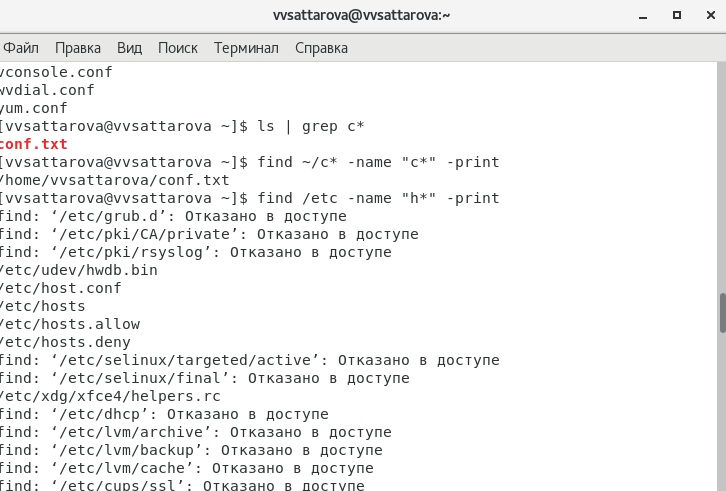 vvsattarova@vvsattarova:~
Файл Правка Вид Поиск Терминал Справка
vconsole.conf
wvdial.conf
yum.conf
[vvsattarova@vvsattarova ~]$ ls | grep c*
conf.txt
[vvsattarova@vvsattarova ~]$ find ~/c* -name "c*" -print
/home/vvsattarova/conf.txt
[vvsattarova@vvsattarova ~]$ find /etc -name "h*" -print
find: ‘/etc/grub.d’: Отказано в доступе
find: ‘/etc/pki/CA/private’: Отказано в доступе
find: ‘/etc/pki/rsyslog’: Отказано в доступе
/etc/udev/hwdb.bin
/etc/host.conf
/etc/hosts
/etc/hosts.allow
/etc/hosts.deny
find: ‘/etc/selinux/targeted/active’: Отказано в доступе
find: ‘/etc/selinux/final’: Отказано в доступе
/etc/xdg/xfce4/helpers.rc
find: ‘/etc/dhcp’: Отказано в доступе
find: ‘/etc/lvm/archive’: Отказано в доступе
find: ‘/etc/lvm/backup’: Отказано в доступе
find: ‘/etc/lvm/cache’: Отказано в доступе
find: ‘/etc/cups/ssl’: Отказано в доступе